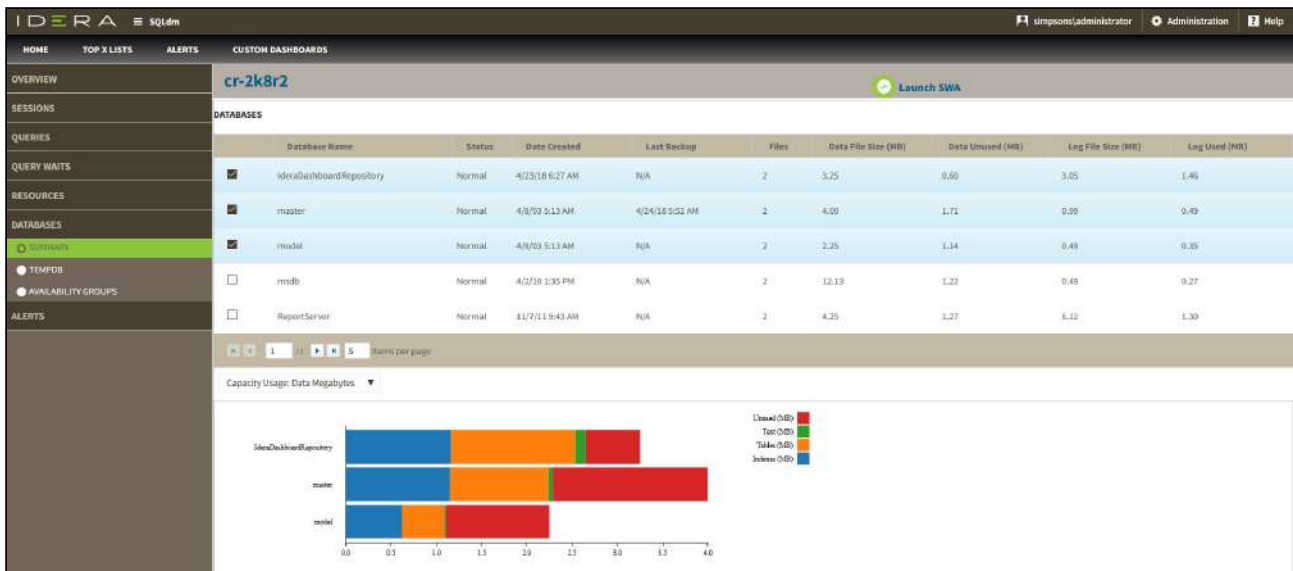 IDERA ☰ SQLdm
simpsons\administrator
Administration
Help
HOME TOP X LISTS ALERTS CUSTOM DASHBOARDS
OVERVIEW
SESSIONS
QUERIES
QUERY WAITS
RESOURCES
DATABASES
SUMMARY
TEMPDB
AVAILABILITY GROUPS
ALERTS
cr-2k8r2
Launch SWA
DATABASES
Database Name Status Date Created Last Backup Files Data File Size (MB) Data Unused (MB) Log File Size (MB) Log Used (MB)
IderaDashboardRepository Normal 4/23/18 6:27 AM N/A 2 3.25 0.60 3.05 1.46
master Normal 4/8/03 5:13 AM 4/24/18 5:52 AM 2 4.00 1.71 0.99 0.49
model Normal 4/8/03 5:13 AM N/A 2 2.25 1.14 0.49 0.35
msdb Normal 4/2/10 1:35 PM N/A 2 12.13 1.22 0.49 0.27
ReportServer Normal 11/7/11 9:43 AM N/A 2 4.25 1.27 6.12 1.30
1 5 items per page
Capacity Usage: Data Megabytes ▼
IderaDashboardRepository
master
model
0.0 0.5 1.0 1.5 2.0 2.5 3.0 3.5 4.0
Unused (MB)
Text (MB)
Tables (MB)
Indexes (MB)